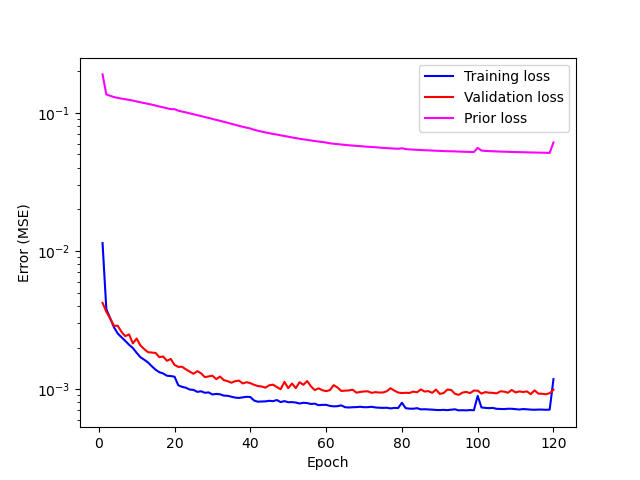 Training loss
Validation loss
Prior loss
10⁻¹
10⁻²
10⁻³
Error (MSE)
0 20 40 60 80 100 120
Epoch